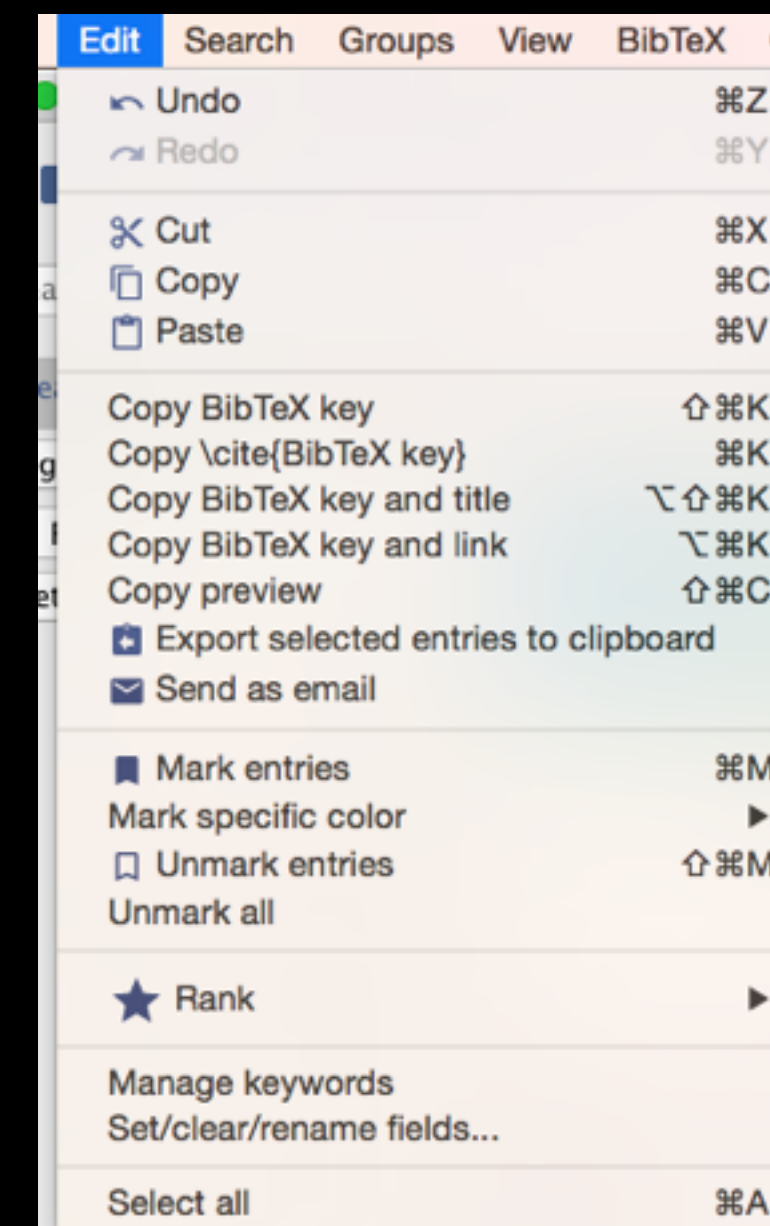 Edit Search Groups View BibTeX
Undo ⌘Z
Redo ⌘Y
Cut ⌘X
Copy ⌘C
Paste ⌘V
Copy BibTeX key ⇧⌘K
Copy \cite{BibTeX key} ⌘K
Copy BibTeX key and title ⌥⇧⌘K
Copy BibTeX key and link ⌥⌘K
Copy preview ⇧⌘C
Export selected entries to clipboard
Send as email
Mark entries ⌘M
Mark specific color ▶
Unmark entries ⇧⌘M
Unmark all
Rank ▶
Manage keywords
Set/clear/rename fields...
Select all ⌘A